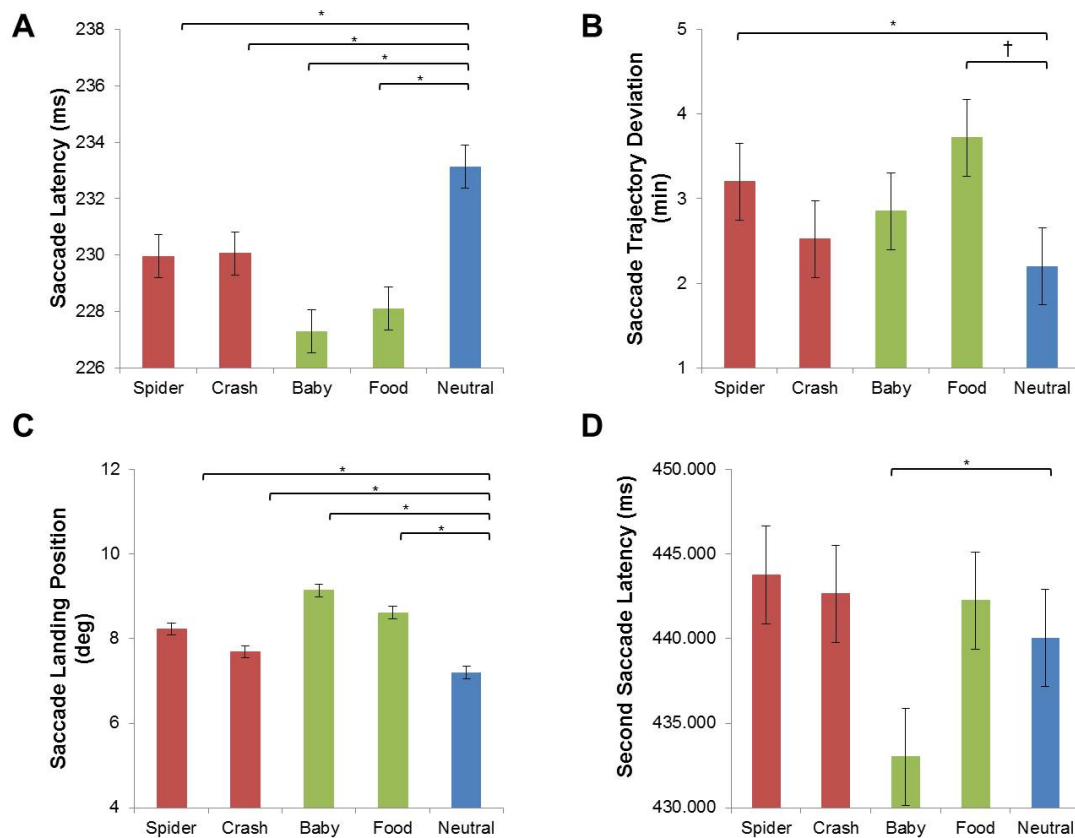 A
Saccade Latency (ms)
238
236
234
232
230
228
226
*
*
*
*
Spider Crash Baby Food Neutral
B
Saccade Trajectory Deviation
(min)
5
4
3
2
1
*
†
Spider Crash Baby Food Neutral
C
Saccade Landing Position
(deg)
12
10
8
6
4
*
*
*
*
Spider Crash Baby Food Neutral
D
Second Saccade Latency (ms)
450.000
445.000
440.000
435.000
430.000
*
Spider Crash Baby Food Neutral